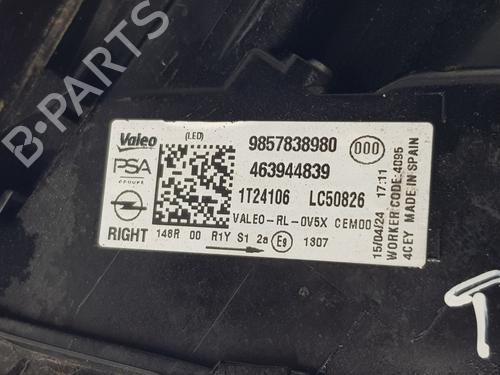 B-PARTS
Valeo
(LED)
9857838980
000
PSA
GROUPE
463944839
1T24106 LC50826
VALEO-RL-OV5X CEM00
RIGHT
148R 00 R1Y S1 2a E9 1307
15/04/24 17:11
WORKER CODE:4095
4CEY MADE IN SPAIN